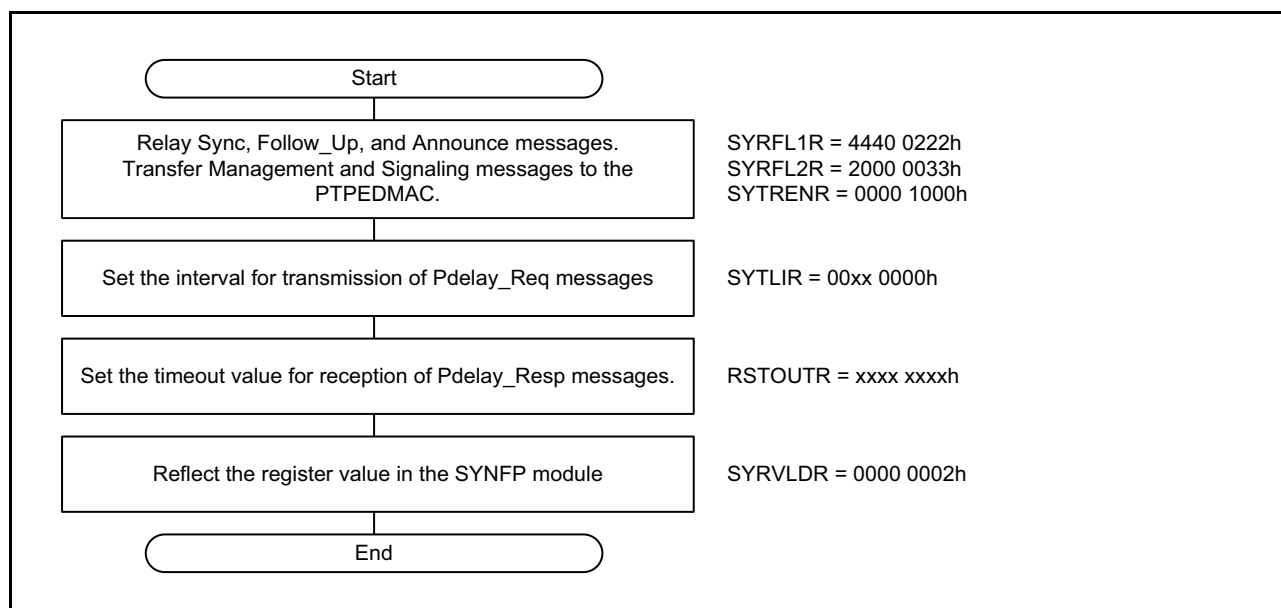 Start
Relay Sync, Follow_Up, and Announce messages.
Transfer Management and Signaling messages to the
PTPEDMAC.
SYRFL1R = 4440 0222h
SYRFL2R = 2000 0033h
SYTRENR = 0000 1000h
Set the interval for transmission of Pdelay_Req messages
SYTLIR = 00xx 0000h
Set the timeout value for reception of Pdelay_Resp messages.
RSTOUTR = xxxx xxxxh
Reflect the register value in the SYNFP module
SYRVLDR = 0000 0002h
End